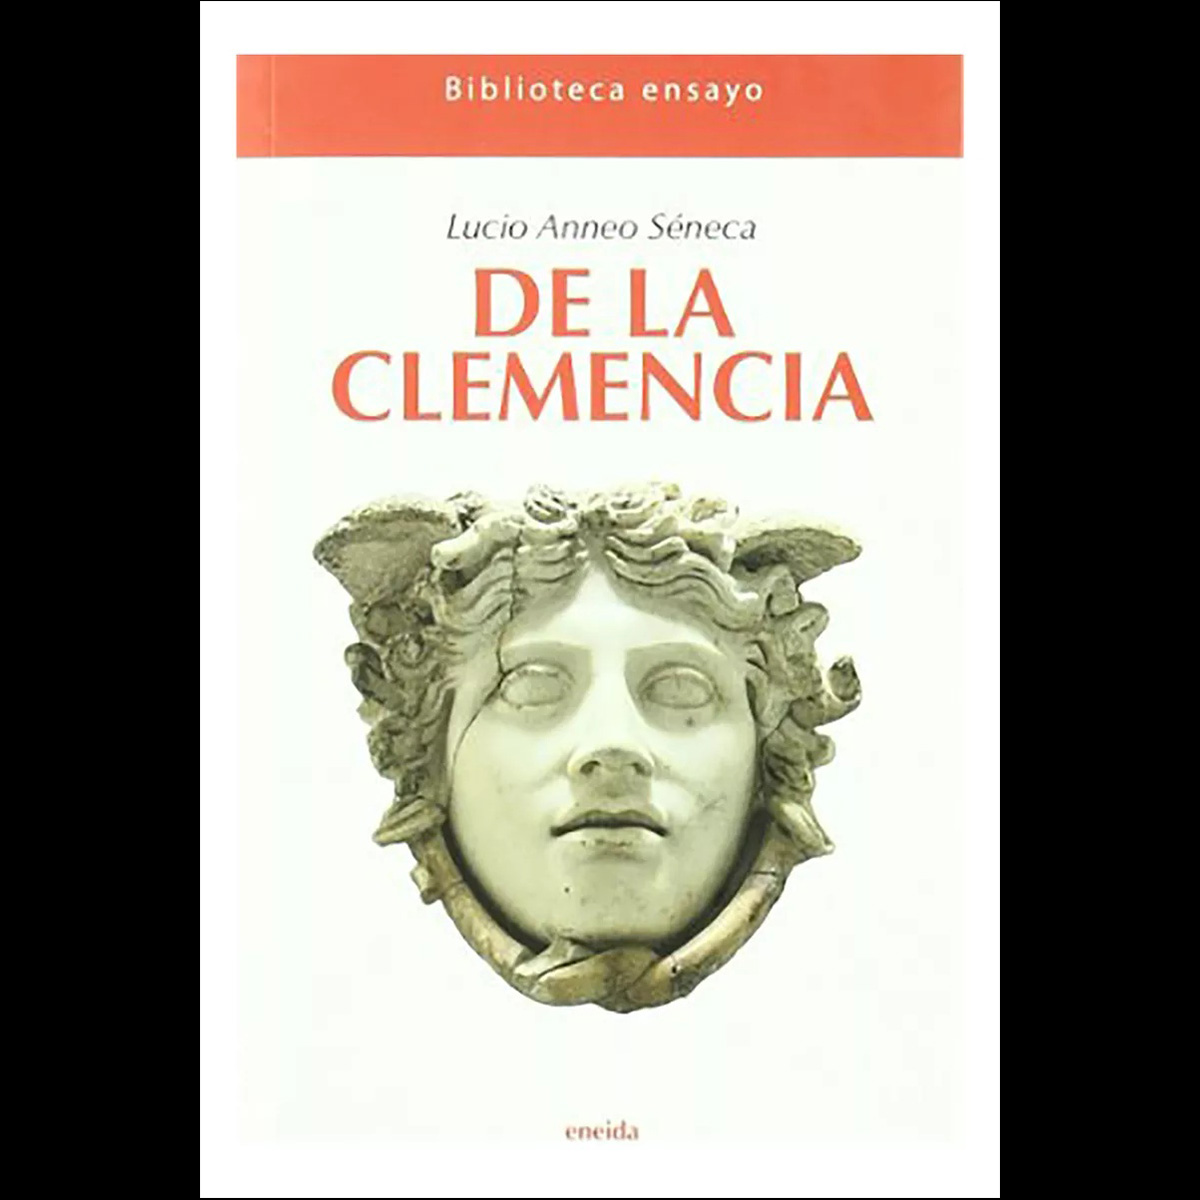 Biblioteca ensayo
Lucio Anneo Séneca
DE LA
CLEMENCIA
eneida